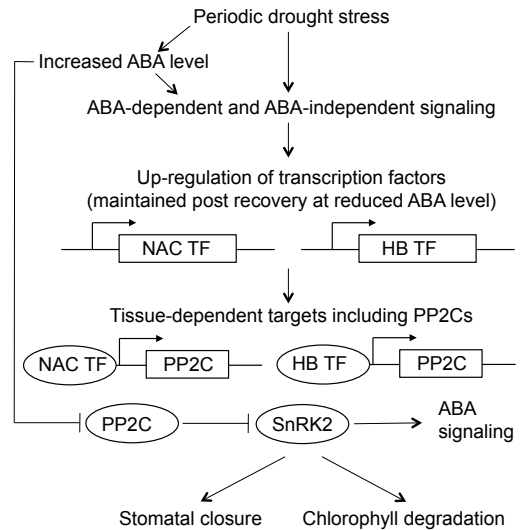 Periodic drought stress
Increased ABA level
ABA-dependent and ABA-independent signaling
Up-regulation of transcription factors
(maintained post recovery at reduced ABA level)
NAC TF
HB TF
Tissue-dependent targets including PP2Cs
NAC TF
PP2C
HB TF
PP2C
PP2C
SnRK2
ABA
signaling
Stomatal closure
Chlorophyll degradation